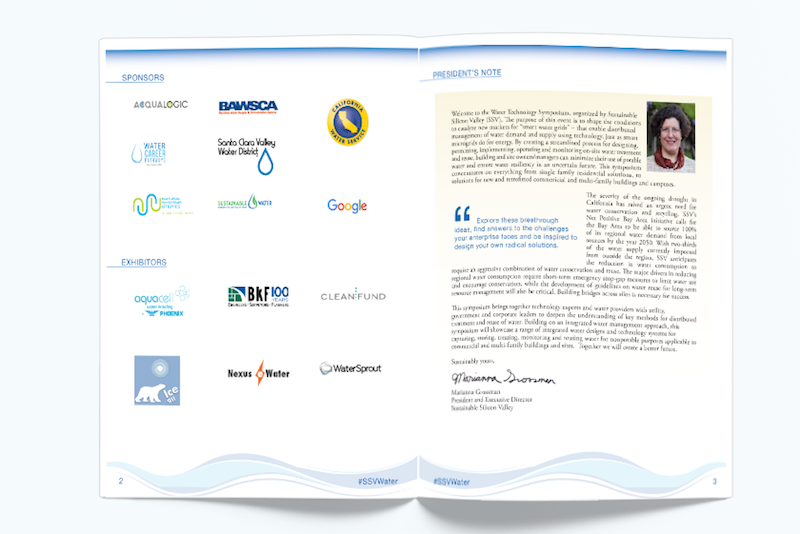 SPONSORS
ACQUALOGIC
BAWSCA
CALIFORNIA
WATER SERVICE
WATER
CAREER
PATHWAYS
Santa Clara Valley
Water District
SUSTAINABLE WATER
Google
EXHIBITORS
aquacell
water recycling
by PHOENIX
BKF100
YEARS
ENGINEERS / SURVEYORS / PLANNERS
CLEANFUND
Ice
Nexus Water
WaterSprout
2
#SSVWater
PRESIDENT'S NOTE
Welcome to the Water Technology Symposium, organized by Sustainable
Silicon Valley (SSV). The purpose of this event is to shape the conditions
to catalyze new markets for "smart water grids" – that enable distributed
management of water demand and supply using technology. Just as smart
microgrids do for energy. By creating a streamlined process for designing,
permitting, implementing, operating and monitoring on-site water treatment
and reuse, building and site owners/managers can minimize their use of potable
water and ensure water resiliency in an uncertain future. This symposium
concentrates on everything from single family residential solutions, to
solutions for new and retrofitted commercial and multi-family buildings and campuses.
“ Explore these breakthrough
ideas, find answers to the challenges
your enterprise faces and be inspired to
design your own radical solutions.
The severity of the ongoing drought in
California has raised an urgent need for
water conservation and recycling. SSV's
Net Positive Bay Area Initiative calls for
the Bay Area to be able to source 100%
of its regional water demand from local
sources by the year 2050. With two-thirds
of the water supply currently imported
from outside the region, SSV anticipates
the reduction in water consumption to
require an aggressive combination of water conservation and reuse. The major drivers in reducing
regional water consumption require short-term emergency stop-gap measures to limit water use
and encourage conservation, while the development of guidelines on water reuse for long-term
resource management will also be critical. Building bridges across silos is necessary for success.
This symposium brings together technology experts and water providers with utility,
government and corporate leaders to deepen the understanding of key methods for distributed
treatment and reuse of water. Building on an integrated water management approach, this
symposium will showcase a range of integrated water designs and technology systems for
capturing, storing, treating, monitoring and reusing water for nonpotable purposes applicable to
commercial and multi-family buildings and sites. Together we will create a better future.
Sustainably yours,
Marianna Grossman
Marianna Grossman
President and Executive Director
Sustainable Silicon Valley
#SSVWater
3